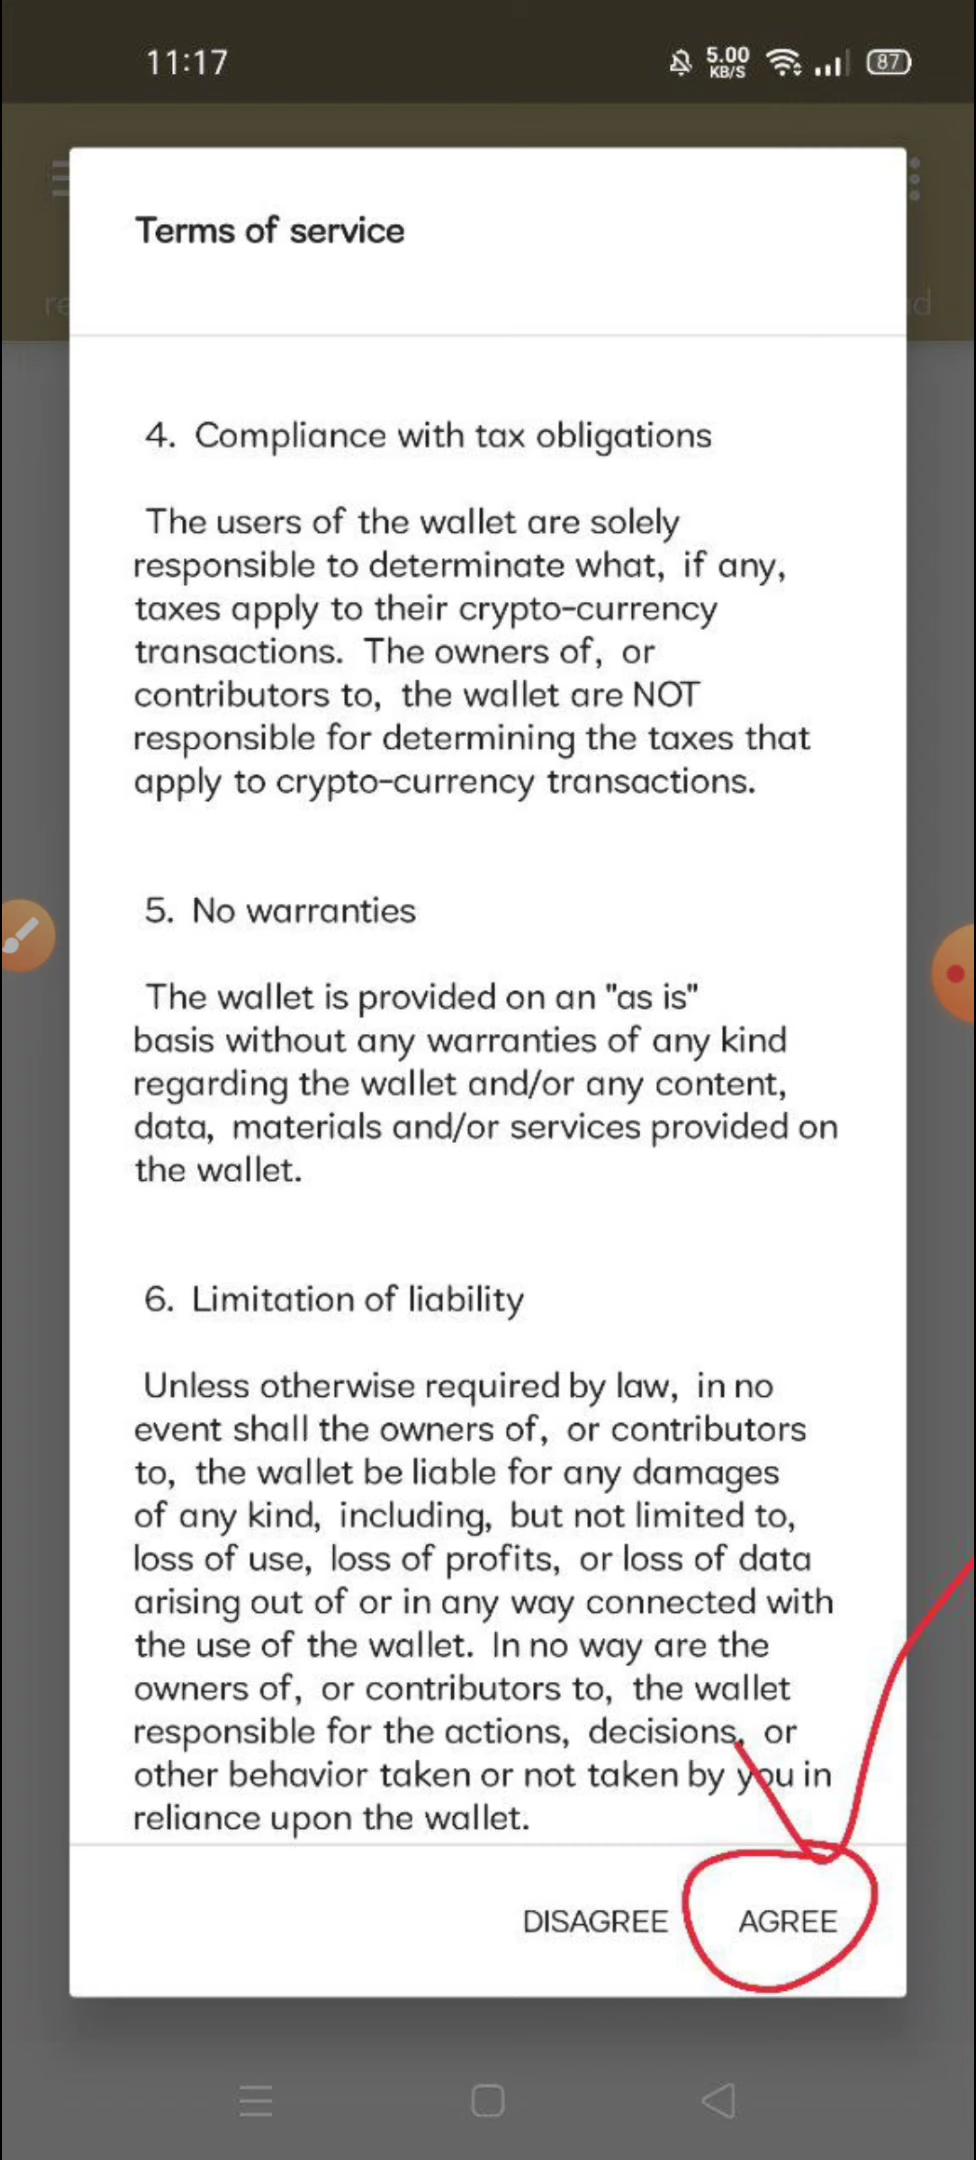 11:17
5.00
KB/S
87
re
d
Terms of service
4. Compliance with tax obligations
The users of the wallet are solely
responsible to determinate what, if any,
taxes apply to their crypto-currency
transactions. The owners of, or
contributors to, the wallet are NOT
responsible for determining the taxes that
apply to crypto-currency transactions.
5. No warranties
The wallet is provided on an "as is"
basis without any warranties of any kind
regarding the wallet and/or any content,
data, materials and/or services provided on
the wallet.
6. Limitation of liability
Unless otherwise required by law, in no
event shall the owners of, or contributors
to, the wallet be liable for any damages
of any kind, including, but not limited to,
loss of use, loss of profits, or loss of data
arising out of or in any way connected with
the use of the wallet. In no way are the
owners of, or contributors to, the wallet
responsible for the actions, decisions, or
other behavior taken or not taken by you in
reliance upon the wallet.
DISAGREE AGREE